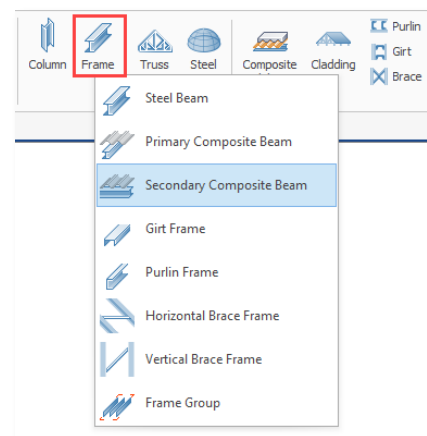 Column
Frame
Truss
Steel
Composite
Cladding
Purlin
Girt
Brace
Steel Beam
Primary Composite Beam
Secondary Composite Beam
Girt Frame
Purlin Frame
Horizontal Brace Frame
Vertical Brace Frame
Frame Group